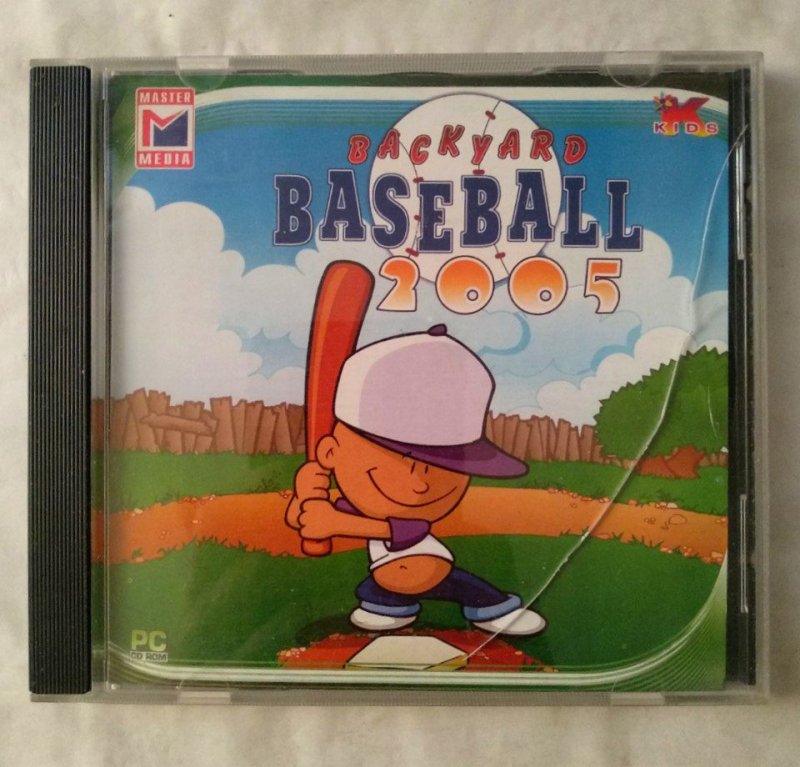 MASTER
MEDIA
KIDS
BACKYARD
BASEBALL
2005
PC
CD ROM